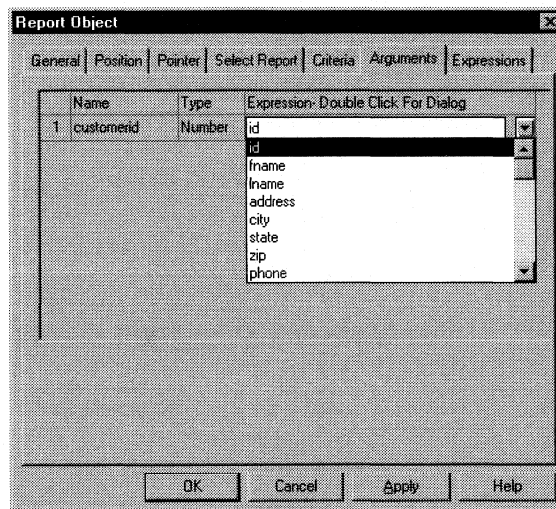 Report Object
General Position Pointer Select Report Criteria Arguments Expressions
Name Type Expression- Double Click For Dialog
1 customerid Number id
id
fname
lname
address
city
state
zip
phone
OK Cancel Apply Help